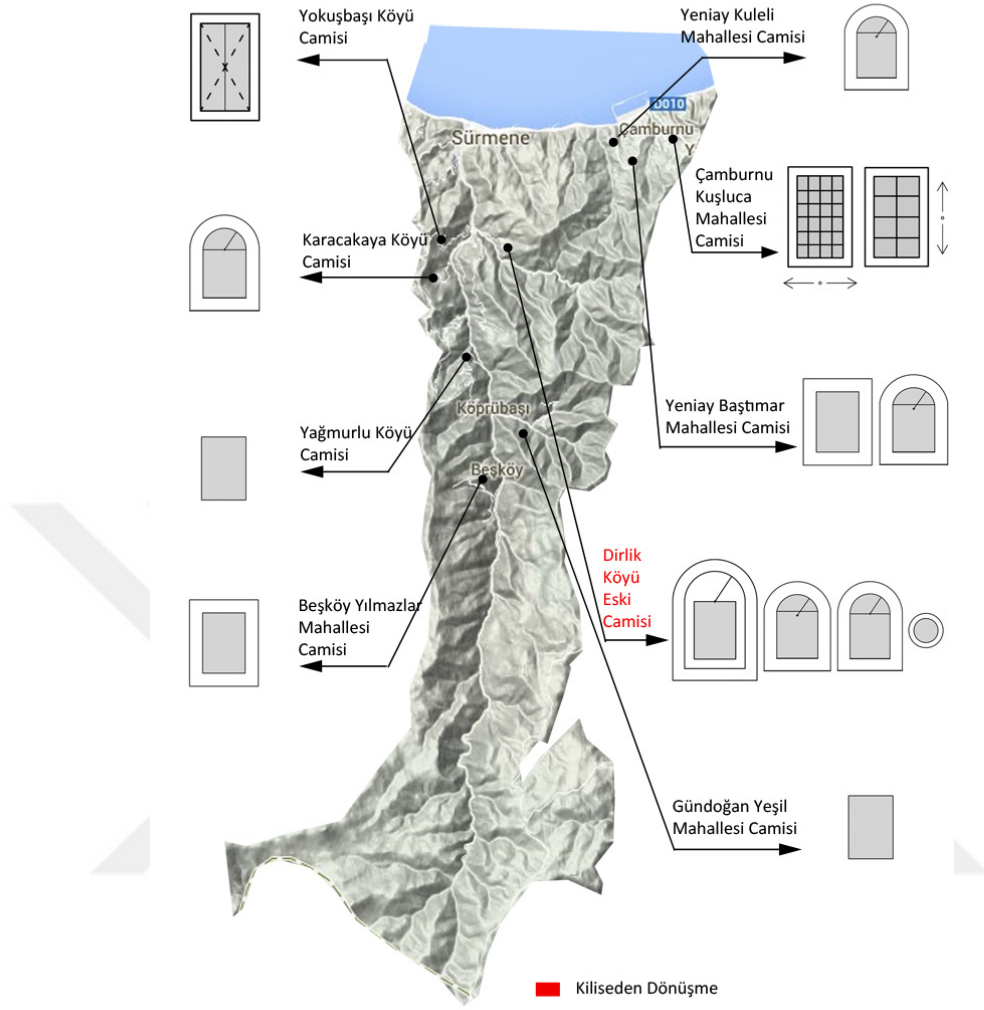 Yokuşbaşı Köyü
Camisi
Yeniay Kuleli
Mahallesi Camisi
D010
Sürmene
Çamburnu
Y
Çamburnu
Kuşluca
Mahallesi
Camisi
Karacakaya Köyü
Camisi
Köprübaşı
Yeniay Baştımar
Mahallesi Camisi
Yağmurlu Köyü
Camisi
Beşköy
Dirlik
Köyü
Eski
Camisi
Beşköy Yılmazlar
Mahallesi
Camisi
Gündoğan Yeşil
Mahallesi Camisi
Kiliseden Dönüşme